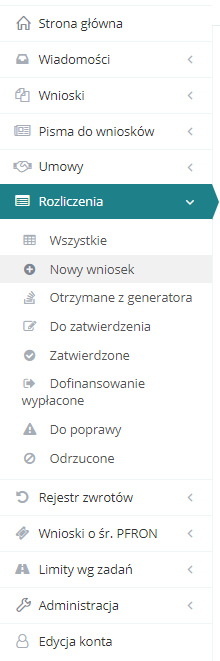 Strona główna
Wiadomości
Wnioski
Pisma do wniosków
Umowy
Rozliczenia
Wszystkie
Nowy wniosek
Otrzymane z generatora
Do zatwierdzenia
Zatwierdzone
Dofinansowanie
wypłacone
Do poprawy
Odrzucone
Rejestr zwrotów
Wnioski o śr. PFRON
Limity wg zadań
Administracja
Edycja konta